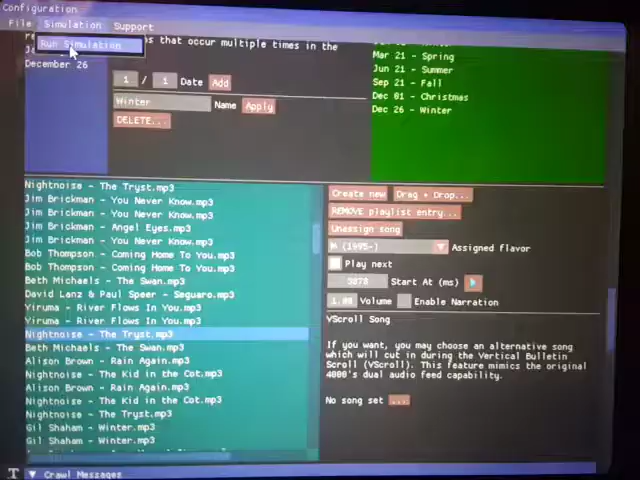 Configuration
File Simulation Support
Run Simulation
s that occur multiple times in the
December 26
1 / 1 Date Add
Winter Name Apply
DELETE...
Mar 21 - Spring
Jun 21 - Summer
Sep 21 - Fall
Dec 01 - Christmas
Dec 26 - Winter
Nightnoise - The Tryst.mp3
Jim Brickman - You Never Know.mp3
Jim Brickman - You Never Know.mp3
Jim Brickman - Angel Eyes.mp3
Jim Brickman - You Never Know.mp3
Bob Thompson - Coming Home To You.mp3
Bob Thompson - Coming Home To You.mp3
Beth Michaels - The Swan.mp3
David Lanz & Paul Speer - Seguaro.mp3
Yiruma - River Flows In You.mp3
Yiruma - River Flows In You.mp3
Nightnoise - The Tryst.mp3
Beth Michaels - The Swan.mp3
Alison Brown - Rain Again.mp3
Nightnoise - The Kid in the Cot.mp3
Alison Brown - Rain Again.mp3
Nightnoise - The Kid in the Cot.mp3
Nightnoise - The Tryst.mp3
Gil Shaham - Winter.mp3
Gil Shaham - Winter.mp3
Create new Drag + Drop...
REMOVE playlist entry...
Unassign song
M (1995-) Assigned flavor
Play next
5878 Start At (ms)
1.00 Volume Enable Narration
VScroll Song
If you want, you may choose an alternative song
which will cut in during the Vertical Bulletin
Scroll (VScroll). This feature mimics the original
4000's dual audio feed capability.
No song set ...
Crawl Messages